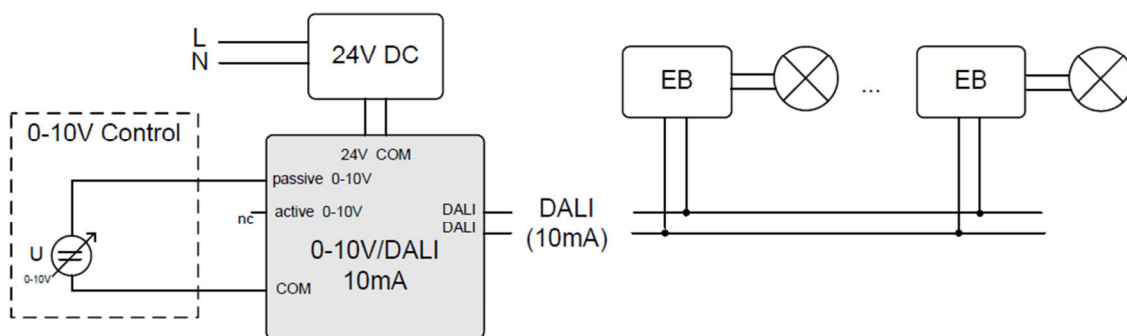 L
N
24V DC
EB
...
EB
0-10V Control
24V COM
passive 0-10V
nc
active 0-10V
DALI
DALI
DALI
(10mA)
0-10V/DALI
10mA
U
0-10V
COM